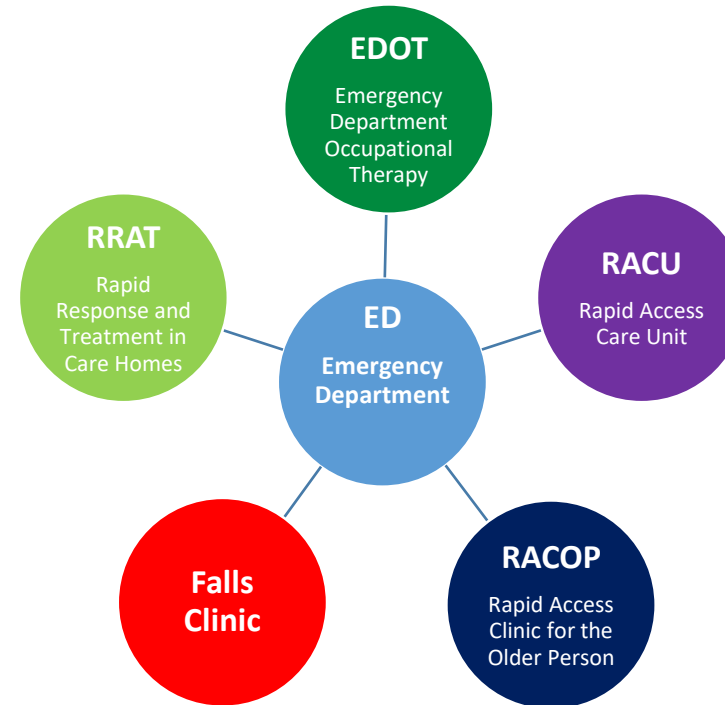 EDOT
Emergency
Department
Occupational
Therapy
RRAT
Rapid
Response and
Treatment in
Care Homes
RACU
Rapid Access
Care Unit
ED
Emergency
Department
Falls
Clinic
RACOP
Rapid Access
Clinic for the
Older Person